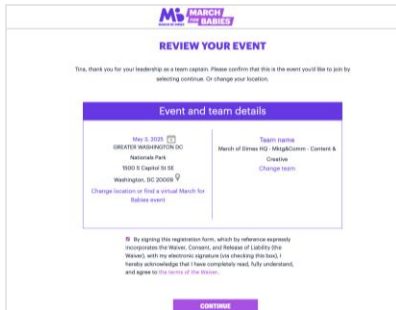 MARCH OF DIMES
MARCH
FOR
BABIES
REVIEW YOUR EVENT
Tina, thank you for your leadership as a team captain. Please confirm that this is the event you'd like to join by
selecting continue. Or change your location.
Event and team details
May 3, 2025
GREATER WASHINGTON DC
Nationals Park
1500 S Capitol St SE
Washington, DC 20009
Change location or find a virtual March for
Babies event
Team name
March of Dimes HQ - Mktg&Comm - Content &
Creative
Change team
By signing this registration form, which by reference expressly
incorporates the Waiver, Consent, and Release of Liability (the
Waiver), with my electronic signature (via checking this box), I
hereby acknowledge that I have completely read, fully understand,
and agree to the terms of the Waiver.
CONTINUE